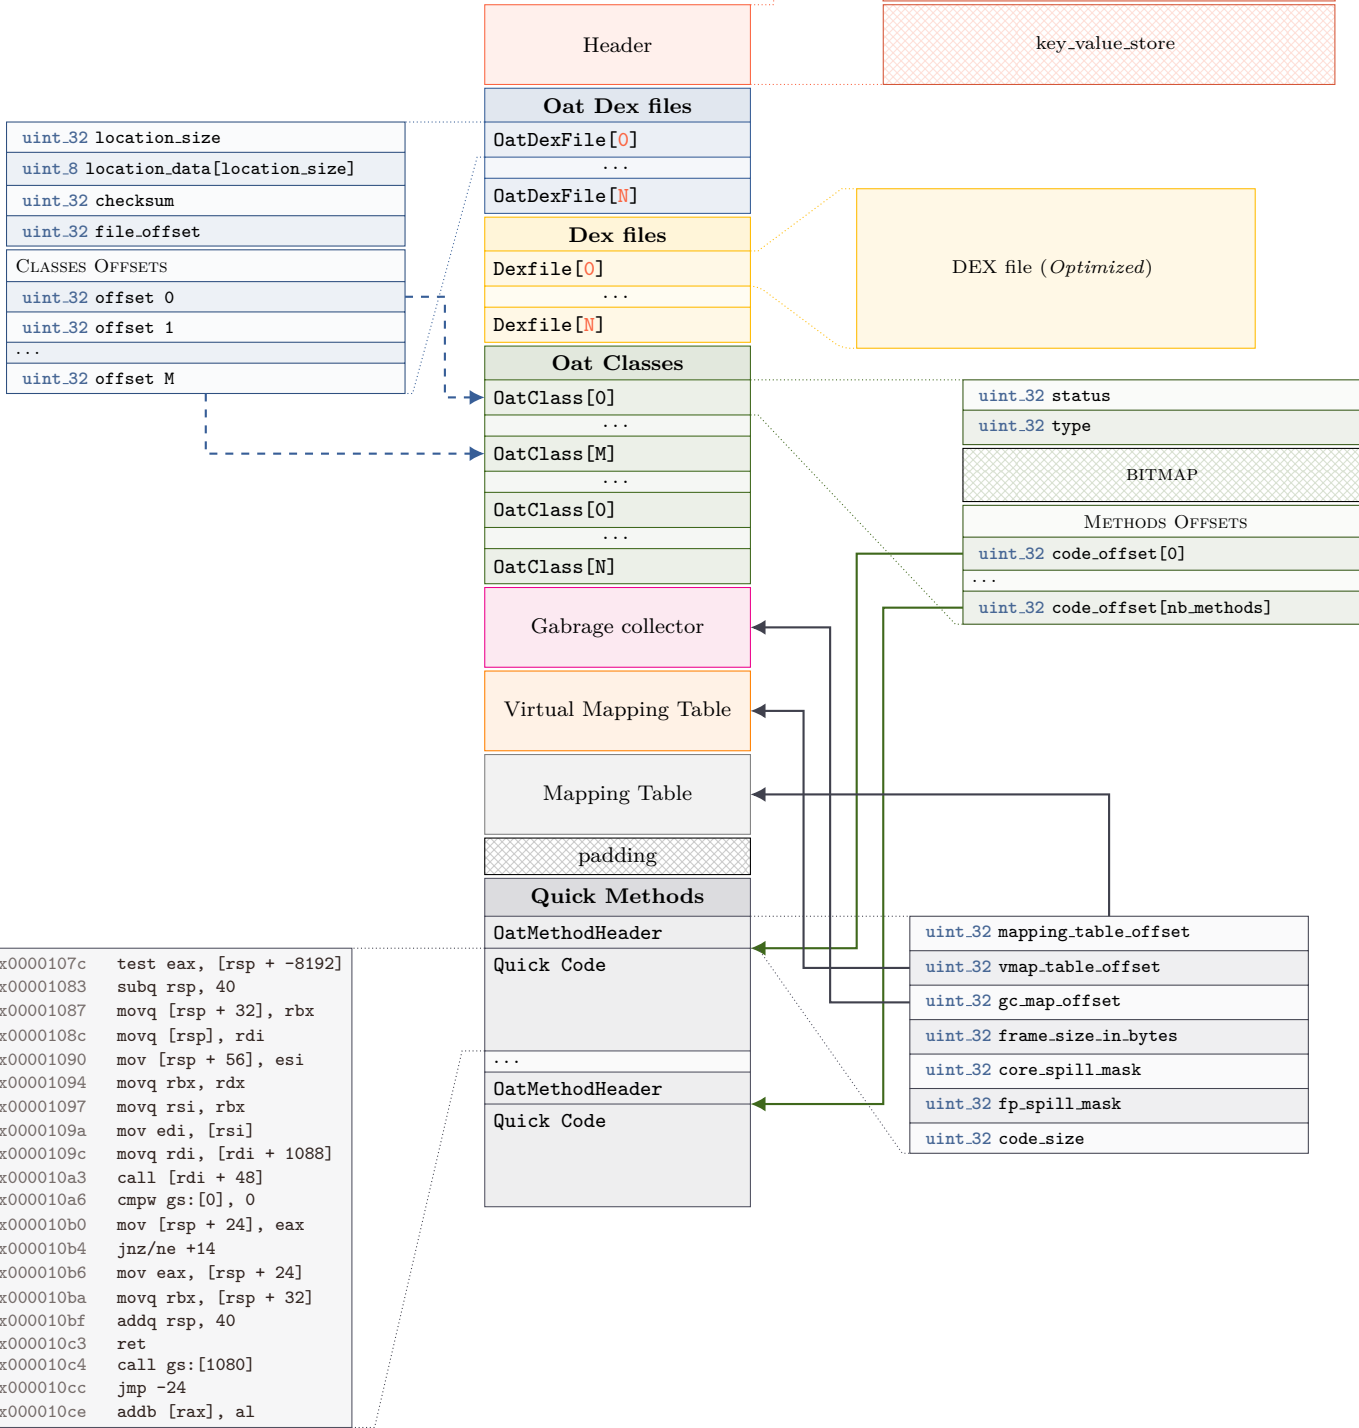 Header
key_value_store
Oat Dex files
OatDexFile[0]
...
OatDexFile[N]
uint_32 location_size
uint_8 location_data[location_size]
uint_32 checksum
uint_32 file_offset
Classes Offsets
uint_32 offset 0
uint_32 offset 1
...
uint_32 offset M
Dex files
Dexfile[0]
...
Dexfile[N]
DEX file (Optimized)
Oat Classes
OatClass[0]
...
OatClass[M]
...
OatClass[0]
...
OatClass[N]
uint_32 status
uint_32 type
BITMAP
Methods Offsets
uint_32 code_offset[0]
...
uint_32 code_offset[nb_methods]
Gabrage collector
Virtual Mapping Table
Mapping Table
padding
Quick Methods
OatMethodHeader
Quick Code
...
OatMethodHeader
Quick Code
uint_32 mapping_table_offset
uint_32 vmap_table_offset
uint_32 gc_map_offset
uint_32 frame_size_in_bytes
uint_32 core_spill_mask
uint_32 fp_spill_mask
uint_32 code_size
x0000107c test eax, [rsp + -8192]
x00001083 subq rsp, 40
x00001087 movq [rsp + 32], rbx
x0000108c movq [rsp], rdi
x00001090 mov [rsp + 56], esi
x00001094 movq rbx, rdx
x00001097 movq rsi, rbx
x0000109a mov edi, [rsi]
x0000109c movq rdi, [rdi + 1088]
x000010a3 call [rdi + 48]
x000010a6 cmpw gs:[0], 0
x000010b0 mov [rsp + 24], eax
x000010b4 jnz/ne +14
x000010b6 mov eax, [rsp + 24]
x000010ba movq rbx, [rsp + 32]
x000010bf addq rsp, 40
x000010c3 ret
x000010c4 call gs:[1080]
x000010cc jmp -24
x000010ce addb [rax], al